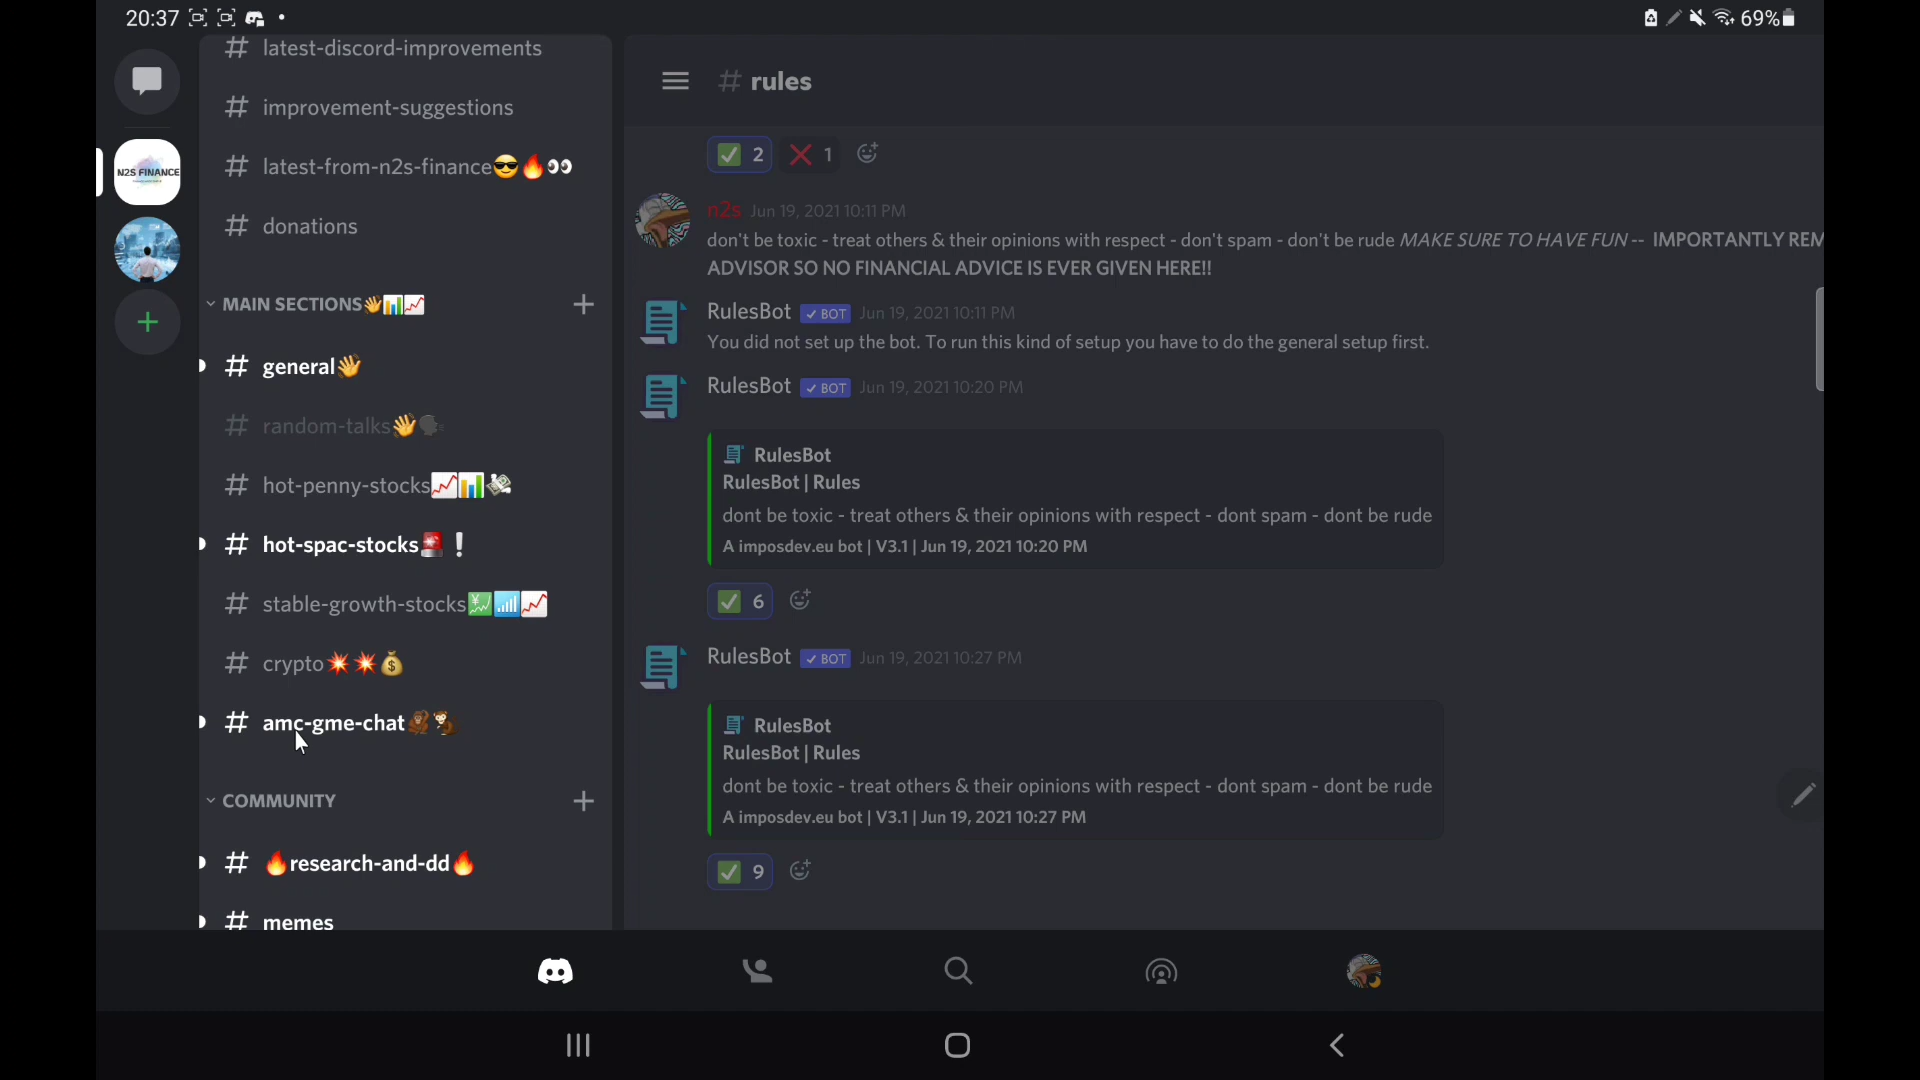 20:37
69%
latest-discord-improvements
# improvement-suggestions
# latest-from-n2s-finance😎🔥👀
# donations
N2S FINANCE
MAIN SECTIONS👋📊📈
# general👋
# random-talks👋🗣
# hot-penny-stocks📈📊💸
# hot-spac-stocks🚨❕
# stable-growth-stocks💹📶📈
# crypto💥💥💰
# amc-gme-chat🦧🐒
COMMUNITY
# 🔥research-and-dd🔥
# memes
# rules
✅ 2 ❌ 1
n2s Jun 19, 2021 10:11 PM
don't be toxic - treat others & their opinions with respect - don't spam - don't be rude MAKE SURE TO HAVE FUN -- IMPORTANTLY REM
ADVISOR SO NO FINANCIAL ADVICE IS EVER GIVEN HERE!!
RulesBot ✓ BOT Jun 19, 2021 10:11 PM
You did not set up the bot. To run this kind of setup you have to do the general setup first.
RulesBot ✓ BOT Jun 19, 2021 10:20 PM
RulesBot
RulesBot | Rules
dont be toxic - treat others & their opinions with respect - dont spam - dont be rude
A imposdev.eu bot | V3.1 | Jun 19, 2021 10:20 PM
✅ 6
RulesBot ✓ BOT Jun 19, 2021 10:27 PM
RulesBot
RulesBot | Rules
dont be toxic - treat others & their opinions with respect - dont spam - dont be rude
A imposdev.eu bot | V3.1 | Jun 19, 2021 10:27 PM
✅ 9